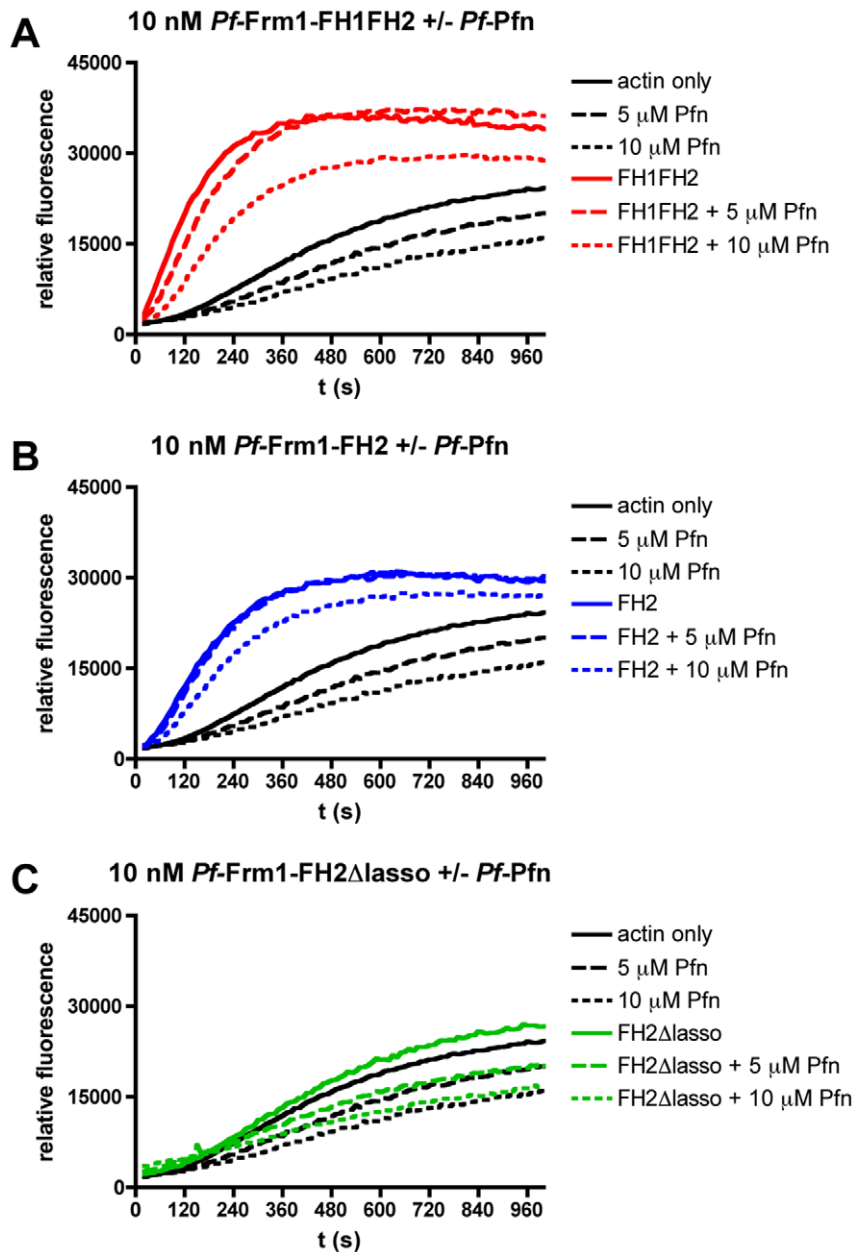 A
10 nM Pf-Frm1-FH1FH2 +/- Pf-Pfn
45000
30000
15000
0
relative fluorescence
0 120 240 360 480 600 720 840 960
t (s)
actin only
5 μM Pfn
10 μM Pfn
FH1FH2
FH1FH2 + 5 μM Pfn
FH1FH2 + 10 μM Pfn
B
10 nM Pf-Frm1-FH2 +/- Pf-Pfn
45000
30000
15000
0
relative fluorescence
0 120 240 360 480 600 720 840 960
t (s)
actin only
5 μM Pfn
10 μM Pfn
FH2
FH2 + 5 μM Pfn
FH2 + 10 μM Pfn
C
10 nM Pf-Frm1-FH2Δlasso +/- Pf-Pfn
45000
30000
15000
0
relative fluorescence
0 120 240 360 480 600 720 840 960
t (s)
actin only
5 μM Pfn
10 μM Pfn
FH2Δlasso
FH2Δlasso + 5 μM Pfn
FH2Δlasso + 10 μM Pfn